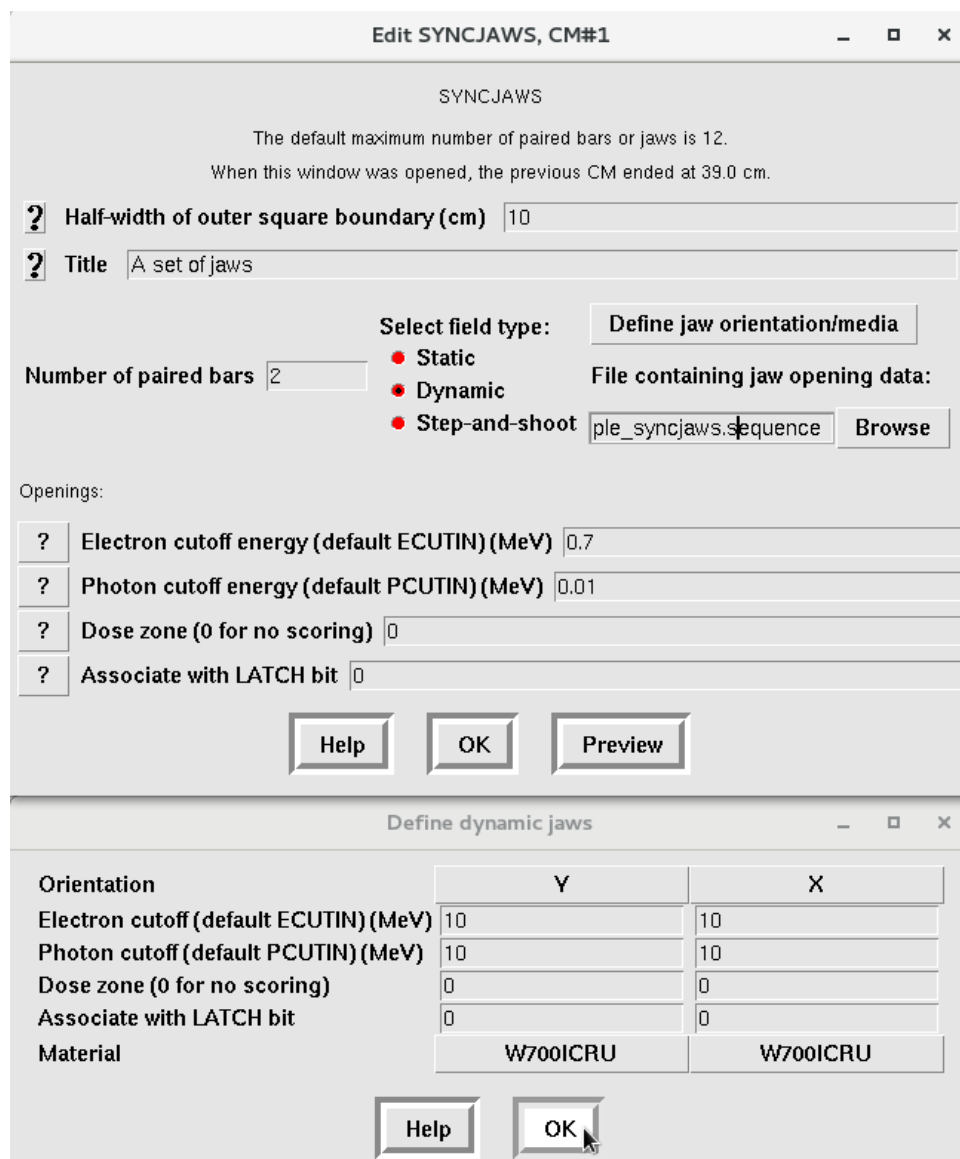 Edit SYNCJAWS, CM#1
SYNCJAWS
The default maximum number of paired bars or jaws is 12.
When this window was opened, the previous CM ended at 39.0 cm.
? Half-width of outer square boundary (cm) 10
? Title A set of jaws
Select field type: Define jaw orientation/media
Static
Number of paired bars 2 Dynamic File containing jaw opening data:
Step-and-shoot ple_syncjaws.sequence Browse
Openings:
? Electron cutoff energy (default ECUTIN) (MeV) 0.7
? Photon cutoff energy (default PCUTIN) (MeV) 0.01
? Dose zone (0 for no scoring) 0
? Associate with LATCH bit 0
Help OK Preview
Define dynamic jaws
Orientation Y X
Electron cutoff (default ECUTIN) (MeV) 10 10
Photon cutoff (default PCUTIN) (MeV) 10 10
Dose zone (0 for no scoring) 0 0
Associate with LATCH bit 0 0
Material W700ICRU W700ICRU
Help OK